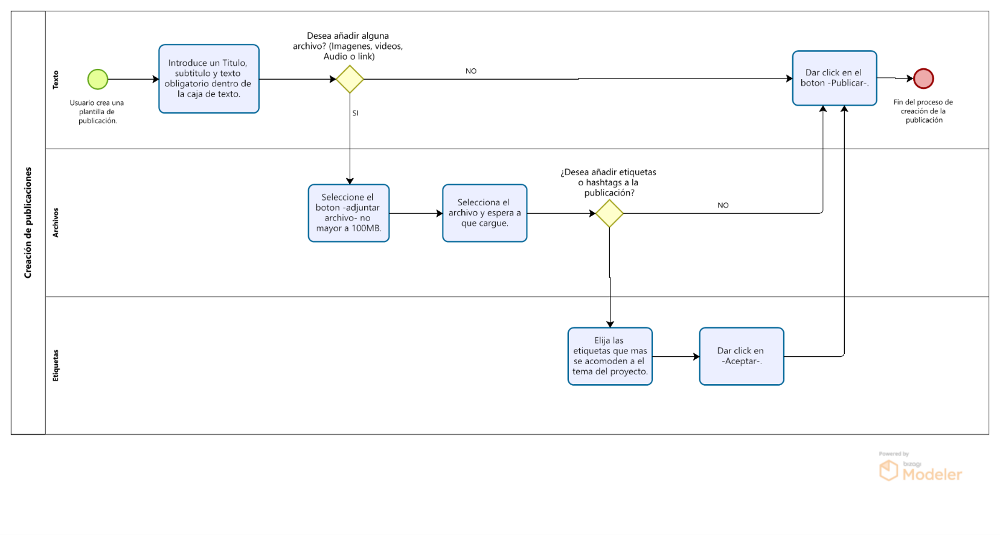 Creación de publicaciones
Texto
Usuario crea una
plantilla de
publicación.
Introduce un Titulo,
subtitulo y texto
obligatorio dentro de
la caja de texto.
Desea añadir alguna
archivo? (Imagenes, videos,
Audio o link)
NO
SI
Dar click en el
boton -Publicar-.
Fin del proceso de
creación de la
publicación
Archivos
Seleccione el
boton -adjuntar
archivo- no
mayor a 100MB.
Selecciona el
archivo y espera a
que cargue.
¿Desea añadir etiquetas
o hashtags a la
publicación?
NO
Etiquetas
Elija las
etiquetas que mas
se acomoden a el
tema del proyecto.
Dar click en
-Aceptar-.
Powered by
bizagi
Modeler